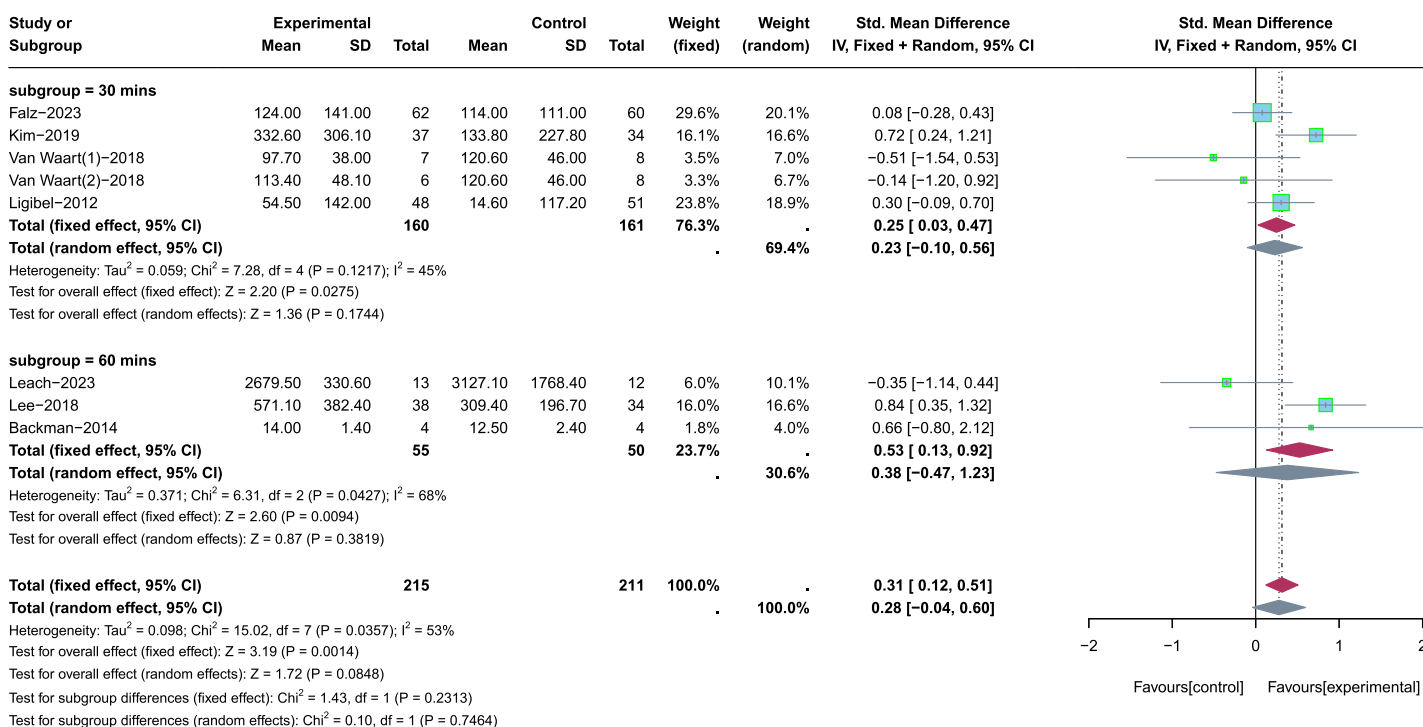 Study or Experimental Control Weight Weight Std. Mean Difference Std. Mean Difference
Subgroup Mean SD Total Mean SD Total (fixed) (random) IV, Fixed + Random, 95% CI IV, Fixed + Random, 95% CI
subgroup = 30 mins
Falz−2023 124.00 141.00 62 114.00 111.00 60 29.6% 20.1% 0.08 [−0.28, 0.43]
Kim−2019 332.60 306.10 37 133.80 227.80 34 16.1% 16.6% 0.72 [ 0.24, 1.21]
Van Waart(1)−2018 97.70 38.00 7 120.60 46.00 8 3.5% 7.0% −0.51 [−1.54, 0.53]
Van Waart(2)−2018 113.40 48.10 6 120.60 46.00 8 3.3% 6.7% −0.14 [−1.20, 0.92]
Ligibel−2012 54.50 142.00 48 14.60 117.20 51 23.8% 18.9% 0.30 [−0.09, 0.70]
Total (fixed effect, 95% CI) 160 161 76.3% . 0.25 [ 0.03, 0.47]
Total (random effect, 95% CI) . 69.4% 0.23 [−0.10, 0.56]
Heterogeneity: Tau² = 0.059; Chi² = 7.28, df = 4 (P = 0.1217); I² = 45%
Test for overall effect (fixed effect): Z = 2.20 (P = 0.0275)
Test for overall effect (random effects): Z = 1.36 (P = 0.1744)
subgroup = 60 mins
Leach−2023 2679.50 330.60 13 3127.10 1768.40 12 6.0% 10.1% −0.35 [−1.14, 0.44]
Lee−2018 571.10 382.40 38 309.40 196.70 34 16.0% 16.6% 0.84 [ 0.35, 1.32]
Backman−2014 14.00 1.40 4 12.50 2.40 4 1.8% 4.0% 0.66 [−0.80, 2.12]
Total (fixed effect, 95% CI) 55 50 23.7% . 0.53 [ 0.13, 0.92]
Total (random effect, 95% CI) . 30.6% 0.38 [−0.47, 1.23]
Heterogeneity: Tau² = 0.371; Chi² = 6.31, df = 2 (P = 0.0427); I² = 68%
Test for overall effect (fixed effect): Z = 2.60 (P = 0.0094)
Test for overall effect (random effects): Z = 0.87 (P = 0.3819)
Total (fixed effect, 95% CI) 215 211 100.0% . 0.31 [ 0.12, 0.51]
Total (random effect, 95% CI) . 100.0% 0.28 [−0.04, 0.60]
Heterogeneity: Tau² = 0.098; Chi² = 15.02, df = 7 (P = 0.0357); I² = 53%
Test for overall effect (fixed effect): Z = 3.19 (P = 0.0014)
Test for overall effect (random effects): Z = 1.72 (P = 0.0848)
Test for subgroup differences (fixed effect): Chi² = 1.43, df = 1 (P = 0.2313)
Test for subgroup differences (random effects): Chi² = 0.10, df = 1 (P = 0.7464)
−2 −1 0 1 2
Favours[control] Favours[experimental]